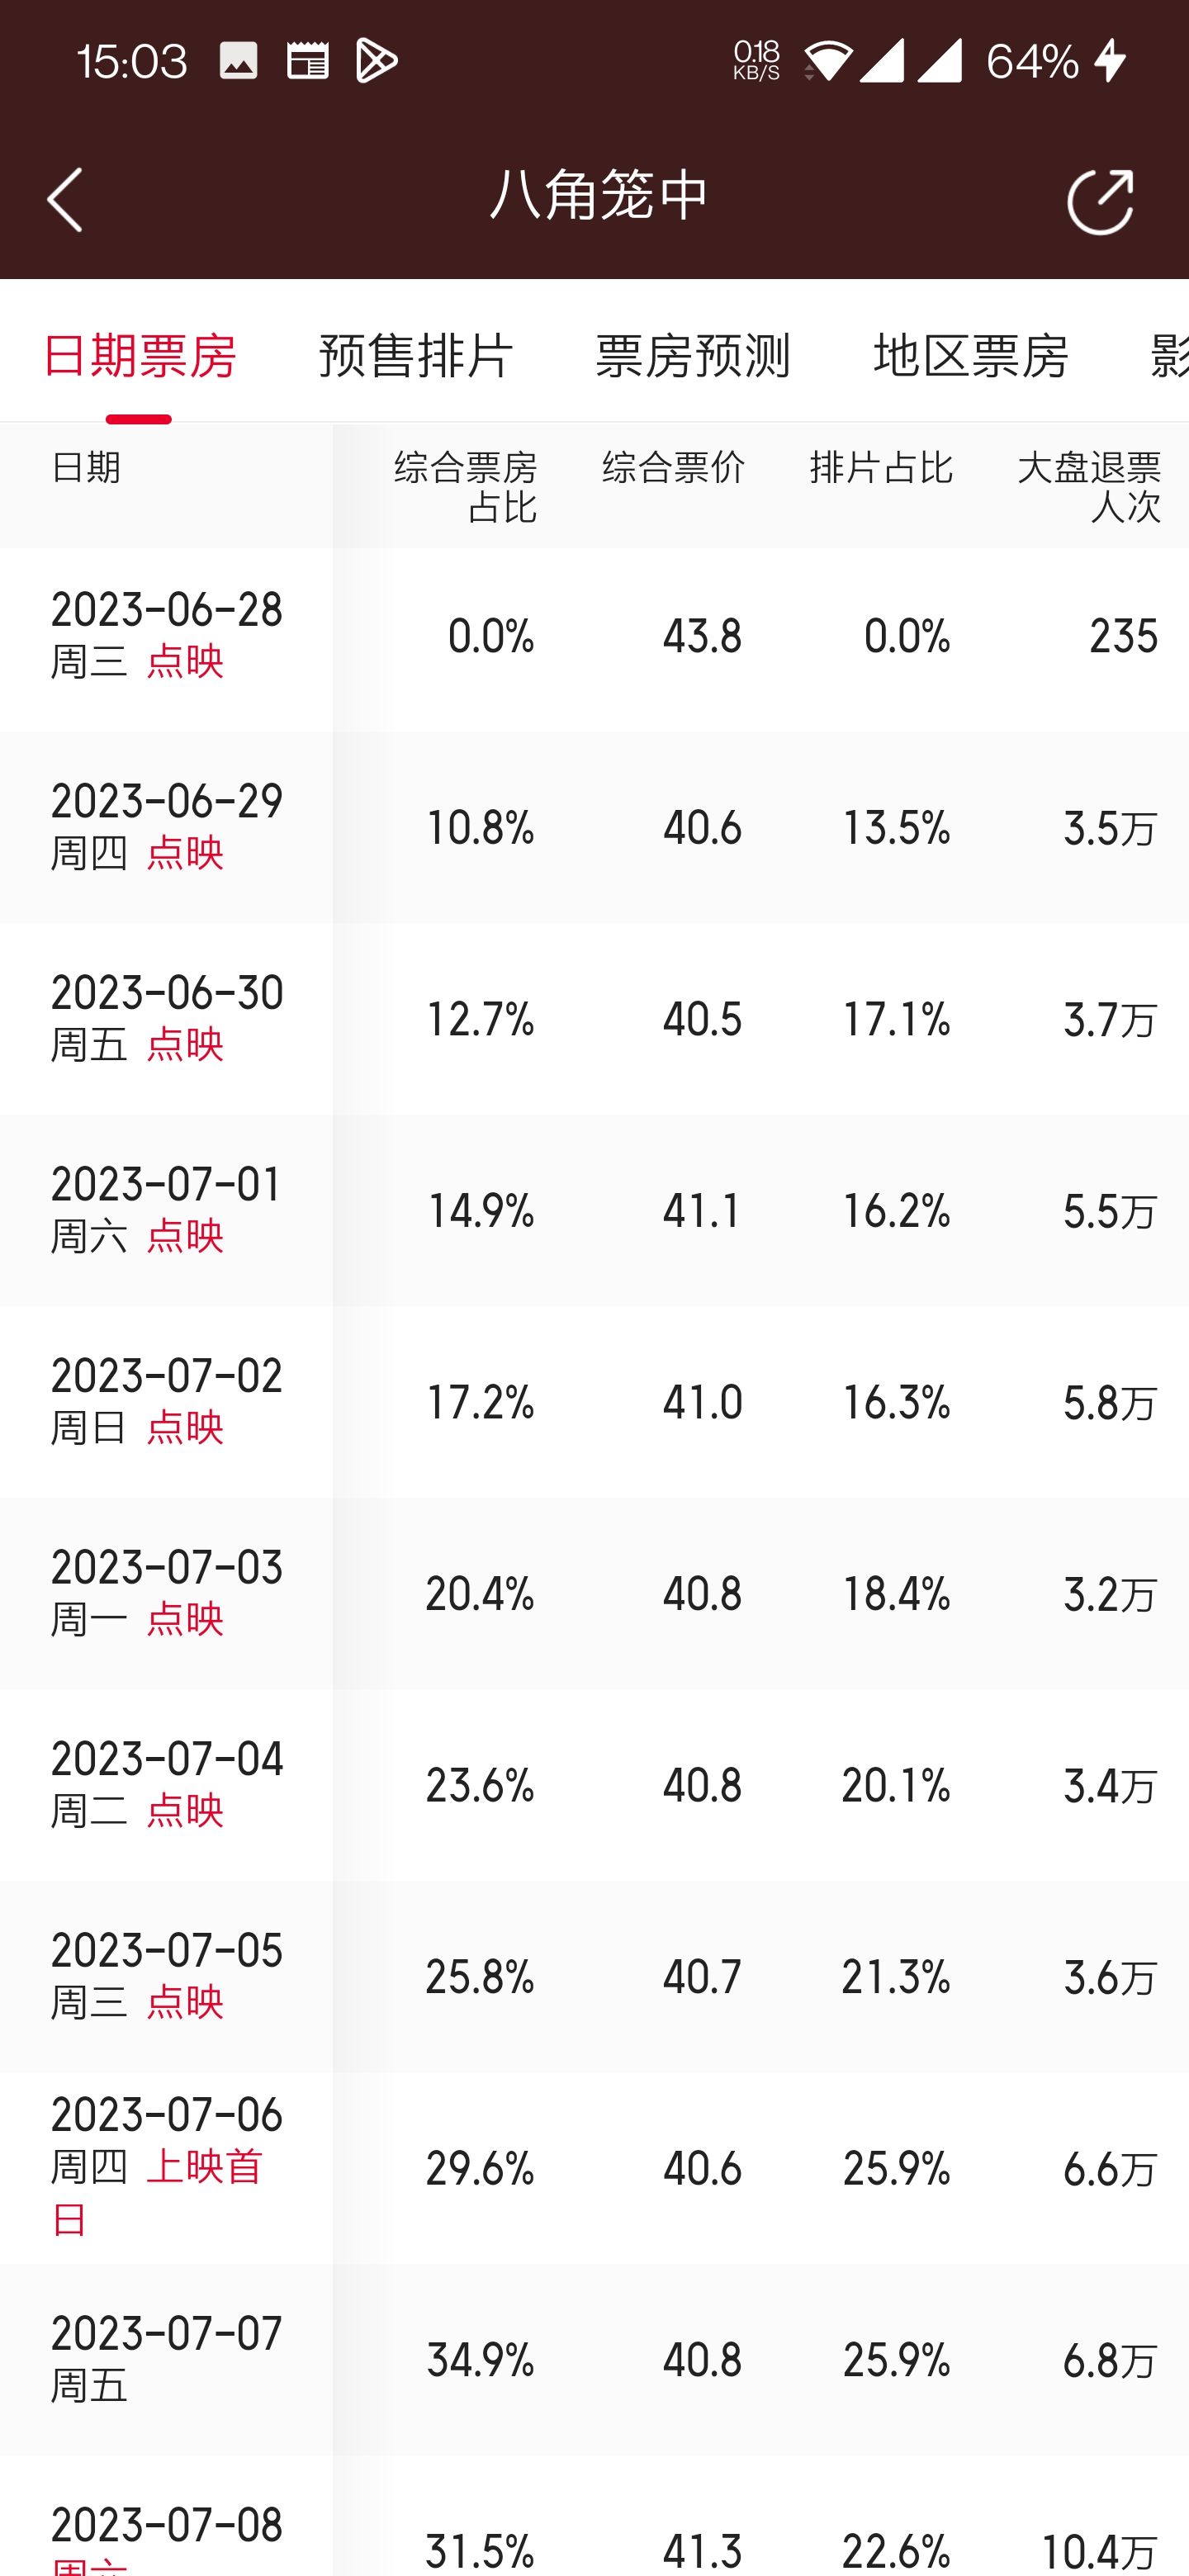 15:03
0.18
KB/S
64%
八角笼中
日期票房 预售排片 票房预测 地区票房 影
日期 综合票房占比 综合票价 排片占比 大盘退票人次
2023-06-28
周三 点映 0.0% 43.8 0.0% 235
2023-06-29
周四 点映 10.8% 40.6 13.5% 3.5万
2023-06-30
周五 点映 12.7% 40.5 17.1% 3.7万
2023-07-01
周六 点映 14.9% 41.1 16.2% 5.5万
2023-07-02
周日 点映 17.2% 41.0 16.3% 5.8万
2023-07-03
周一 点映 20.4% 40.8 18.4% 3.2万
2023-07-04
周二 点映 23.6% 40.8 20.1% 3.4万
2023-07-05
周三 点映 25.8% 40.7 21.3% 3.6万
2023-07-06
周四 上映首日 29.6% 40.6 25.9% 6.6万
2023-07-07
周五 34.9% 40.8 25.9% 6.8万
2023-07-08
周六 31.5% 41.3 22.6% 10.4万